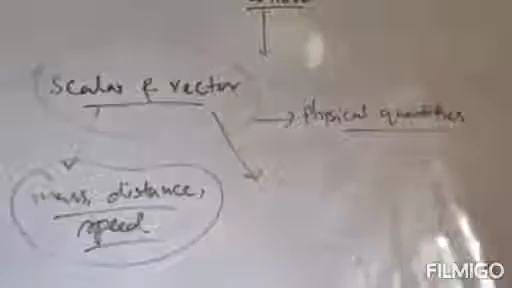 Scalar & vector
→ physical quantities
mass, distance,
speed
FILMIGO